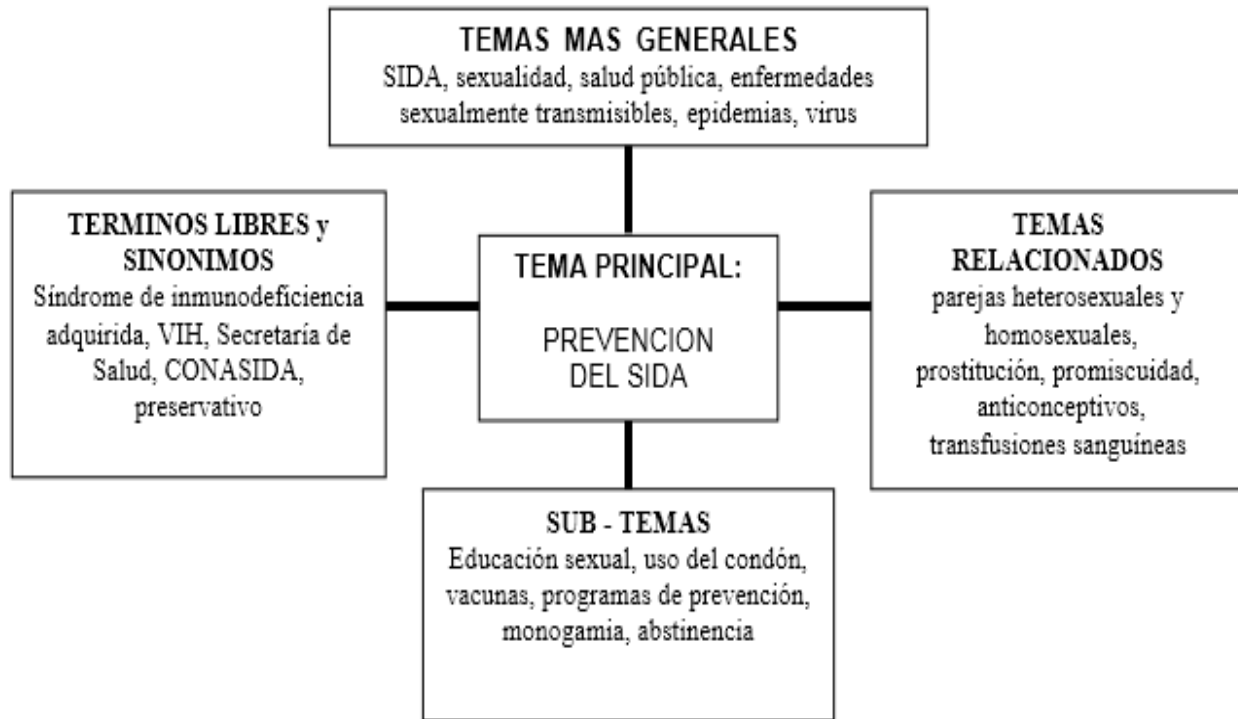 TEMAS MAS GENERALES
SIDA, sexualidad, salud pública, enfermedades
sexualmente transmisibles, epidemias, virus
TERMINOS LIBRES y
SINONIMOS
Síndrome de inmunodeficiencia
adquirida, VIH, Secretaría de
Salud, CONASIDA,
preservativo
TEMA PRINCIPAL:
PREVENCION
DEL SIDA
TEMAS
RELACIONADOS
parejas heterosexuales y
homosexuales,
prostitución, promiscuidad,
anticonceptivos,
transfusiones sanguíneas
SUB - TEMAS
Educación sexual, uso del condón,
vacunas, programas de prevención,
monogamia, abstinencia